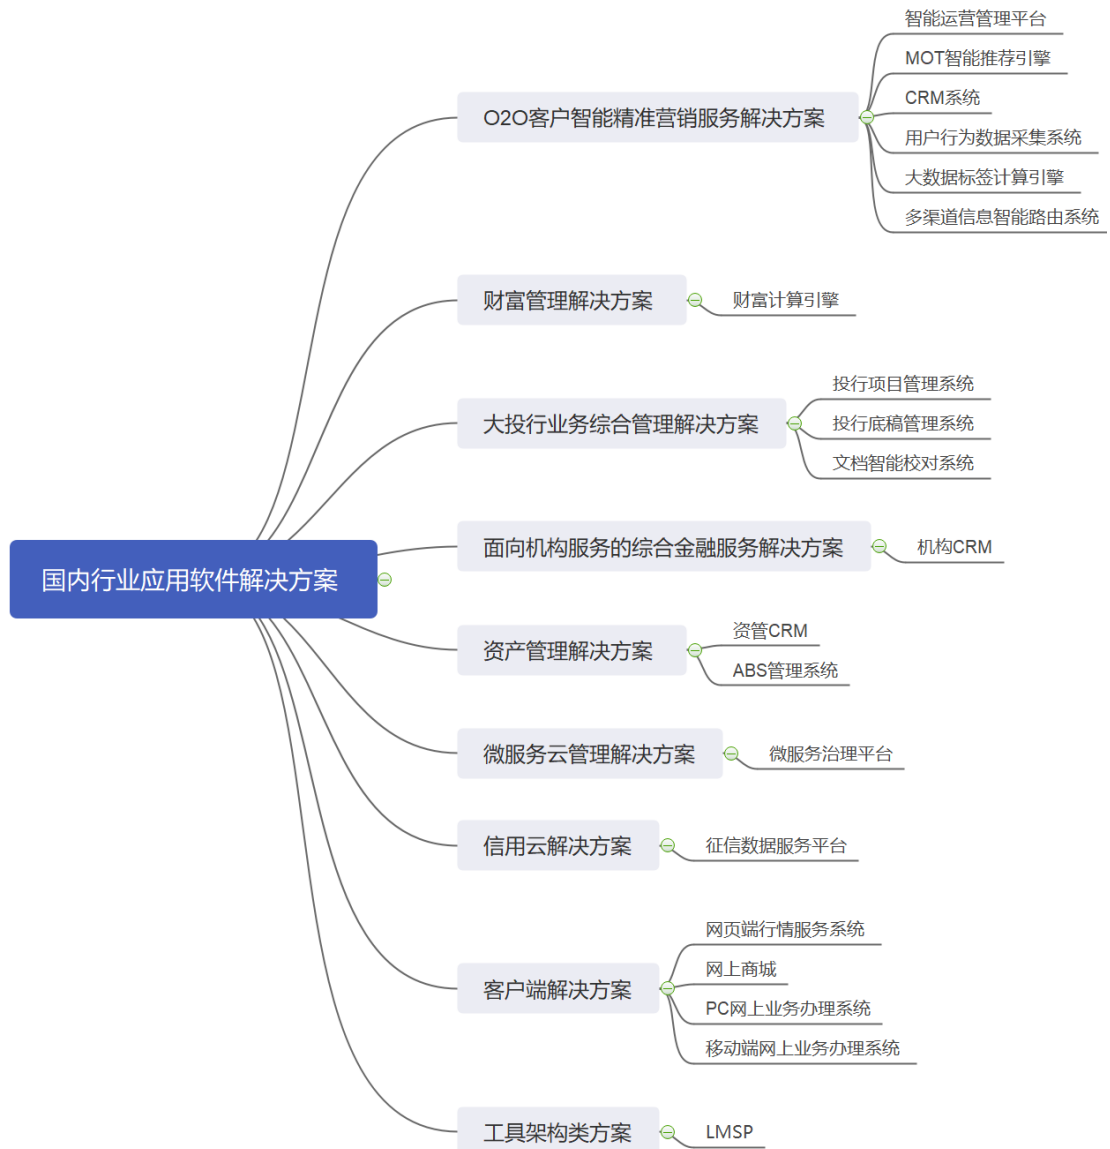 国内行业应用软件解决方案
O2O客户智能精准营销服务解决方案
智能运营管理平台
MOT智能推荐引擎
CRM系统
用户行为数据采集系统
大数据标签计算引擎
多渠道信息智能路由系统
财富管理解决方案
财富计算引擎
大投行业务综合管理解决方案
投行项目管理系统
投行底稿管理系统
文档智能校对系统
面向机构服务的综合金融服务解决方案
机构CRM
资产管理解决方案
资管CRM
ABS管理系统
微服务云管理解决方案
微服务治理平台
信用云解决方案
征信数据服务平台
客户端解决方案
网页端行情服务系统
网上商城
PC网上业务办理系统
移动端网上业务办理系统
工具架构类方案
LMSP